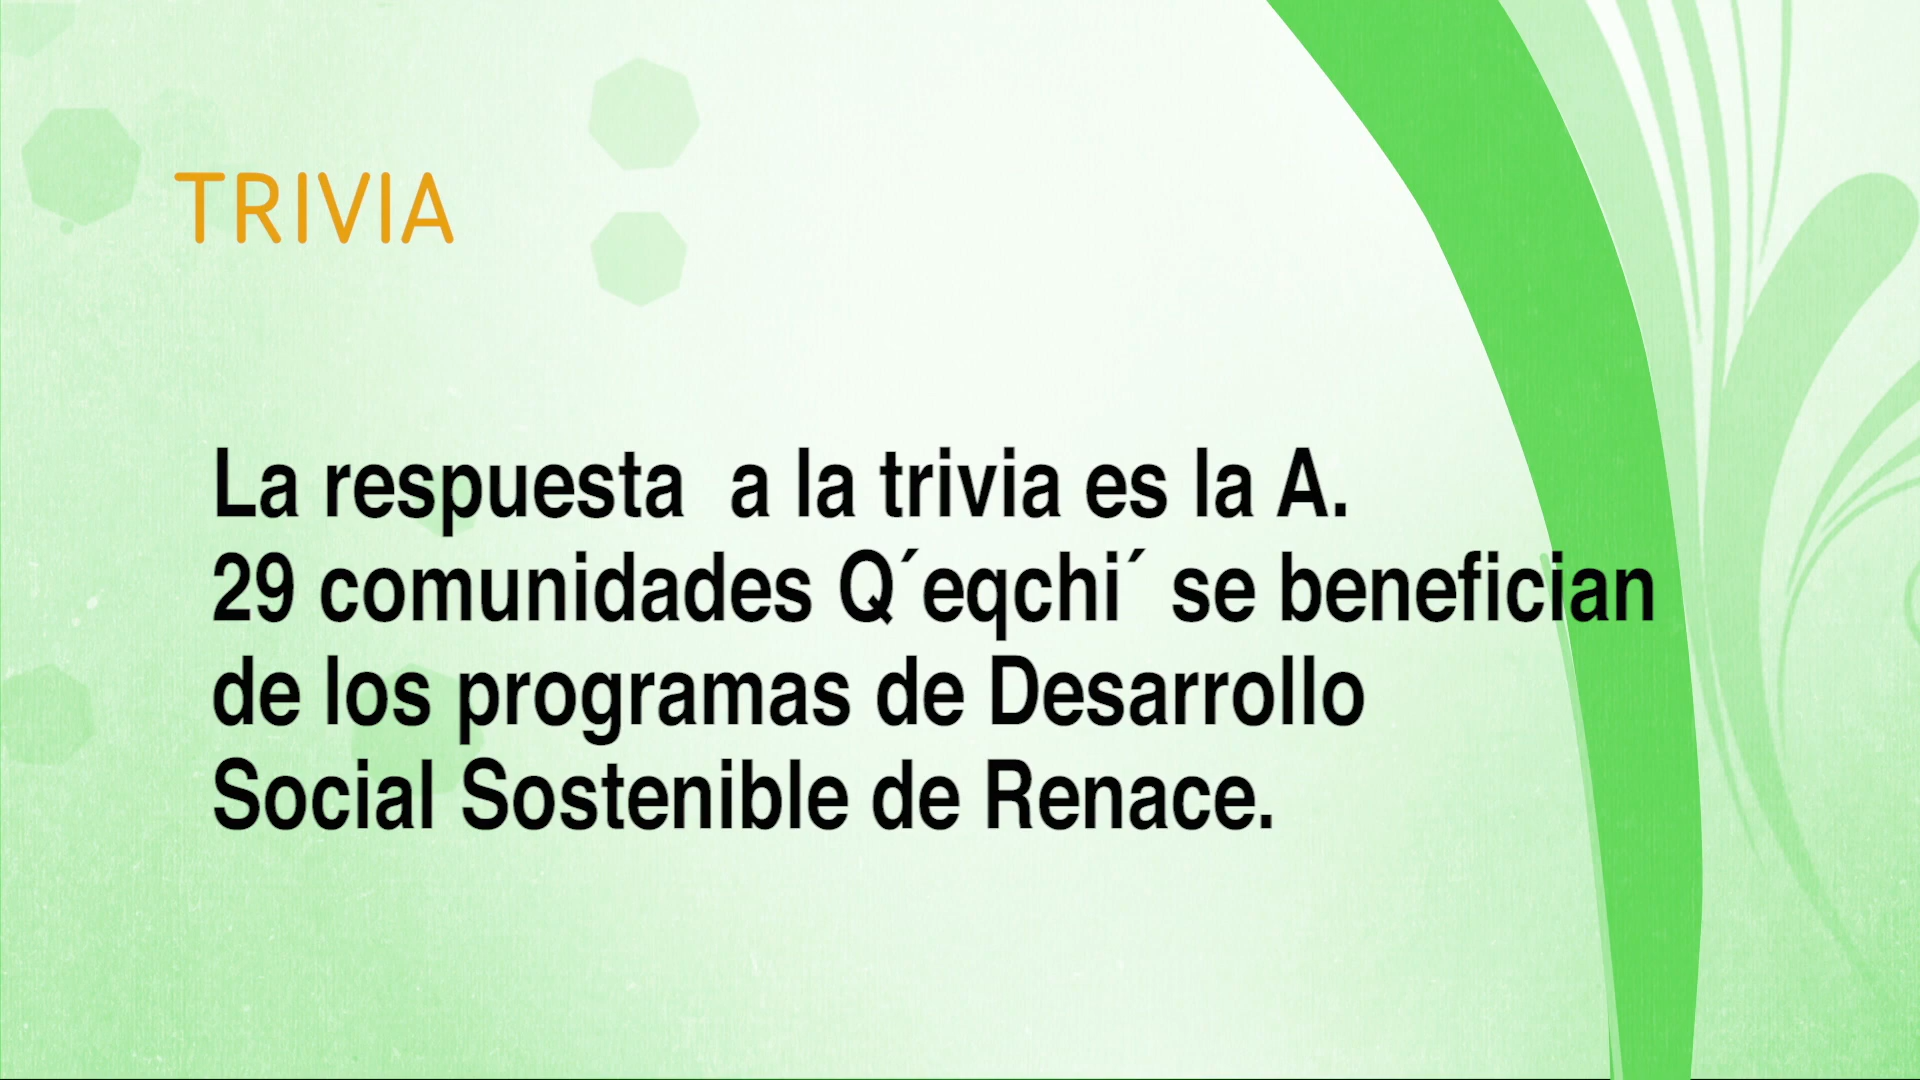 TRIVIA
La respuesta  a la trivia es la A.
29 comunidades Q´eqchi´ se benefician
de los programas de Desarrollo
Social Sostenible de Renace.